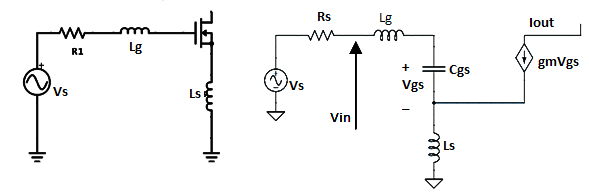 R1
Lg
+
Vs
Ls
Rs
Lg
Iout
+
Vgs
−
Cgs
gmVgs
Vs
Vin
Ls